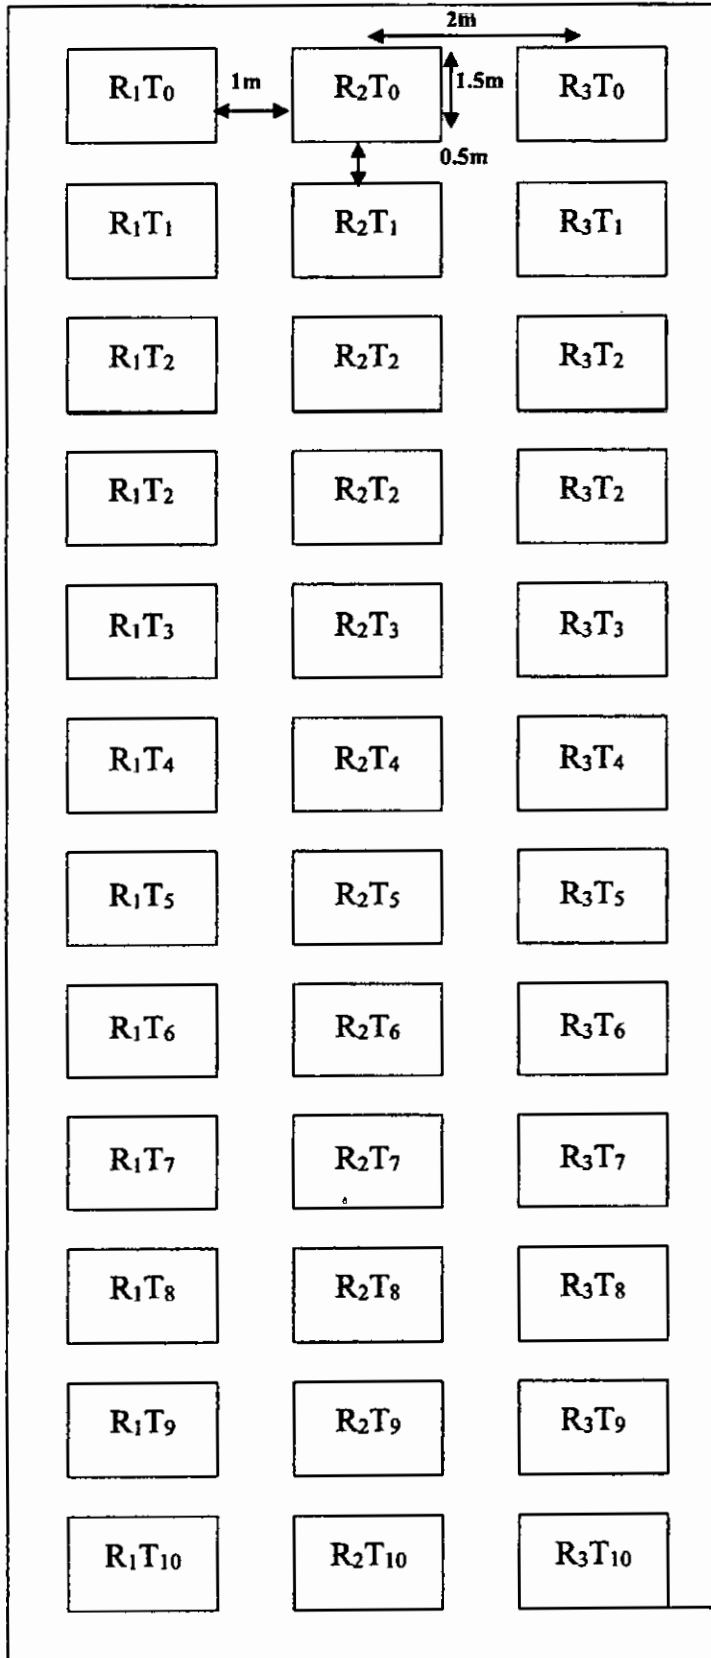 2m
R₁T₀ 1m R₂T₀ 1.5m R₃T₀
0.5m
R₁T₁ R₂T₁ R₃T₁
R₁T₂ R₂T₂ R₃T₂
R₁T₂ R₂T₂ R₃T₂
R₁T₃ R₂T₃ R₃T₃
R₁T₄ R₂T₄ R₃T₄
R₁T₅ R₂T₅ R₃T₅
R₁T₆ R₂T₆ R₃T₆
R₁T₇ R₂T₇ R₃T₇
R₁T₈ R₂T₈ R₃T₈
R₁T₉ R₂T₉ R₃T₉
R₁T₁₀ R₂T₁₀ R₃T₁₀